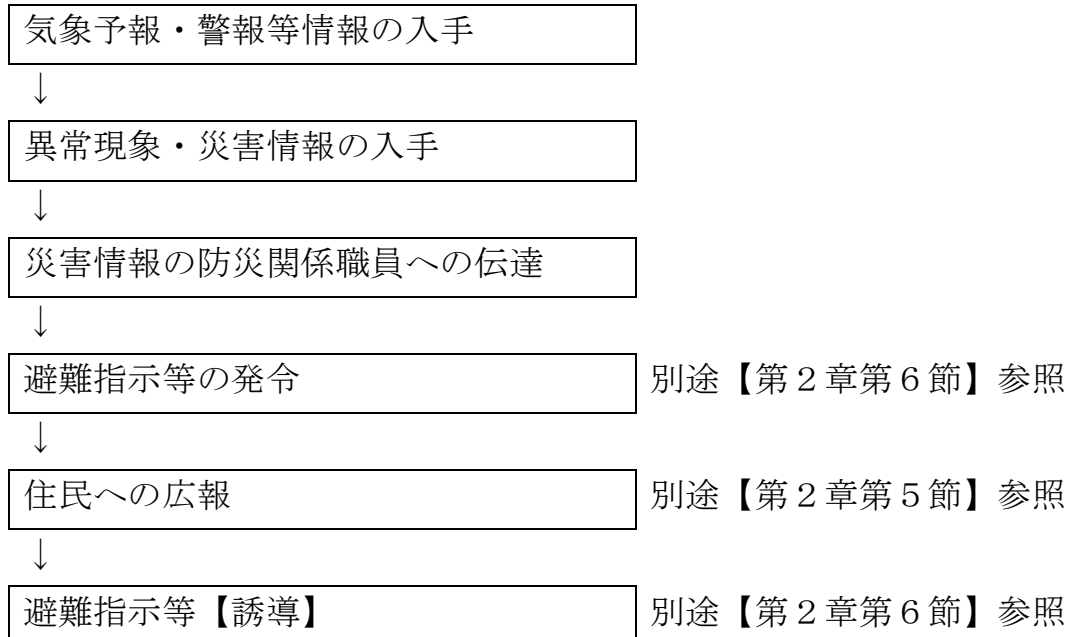 気象予報・警報等情報の入手
↓
異常現象・災害情報の入手
↓
災害情報の防災関係職員への伝達
↓
避難指示等の発令 別途【第２章第６節】参照
↓
住民への広報 別途【第２章第５節】参照
↓
避難指示等【誘導】 別途【第２章第６節】参照